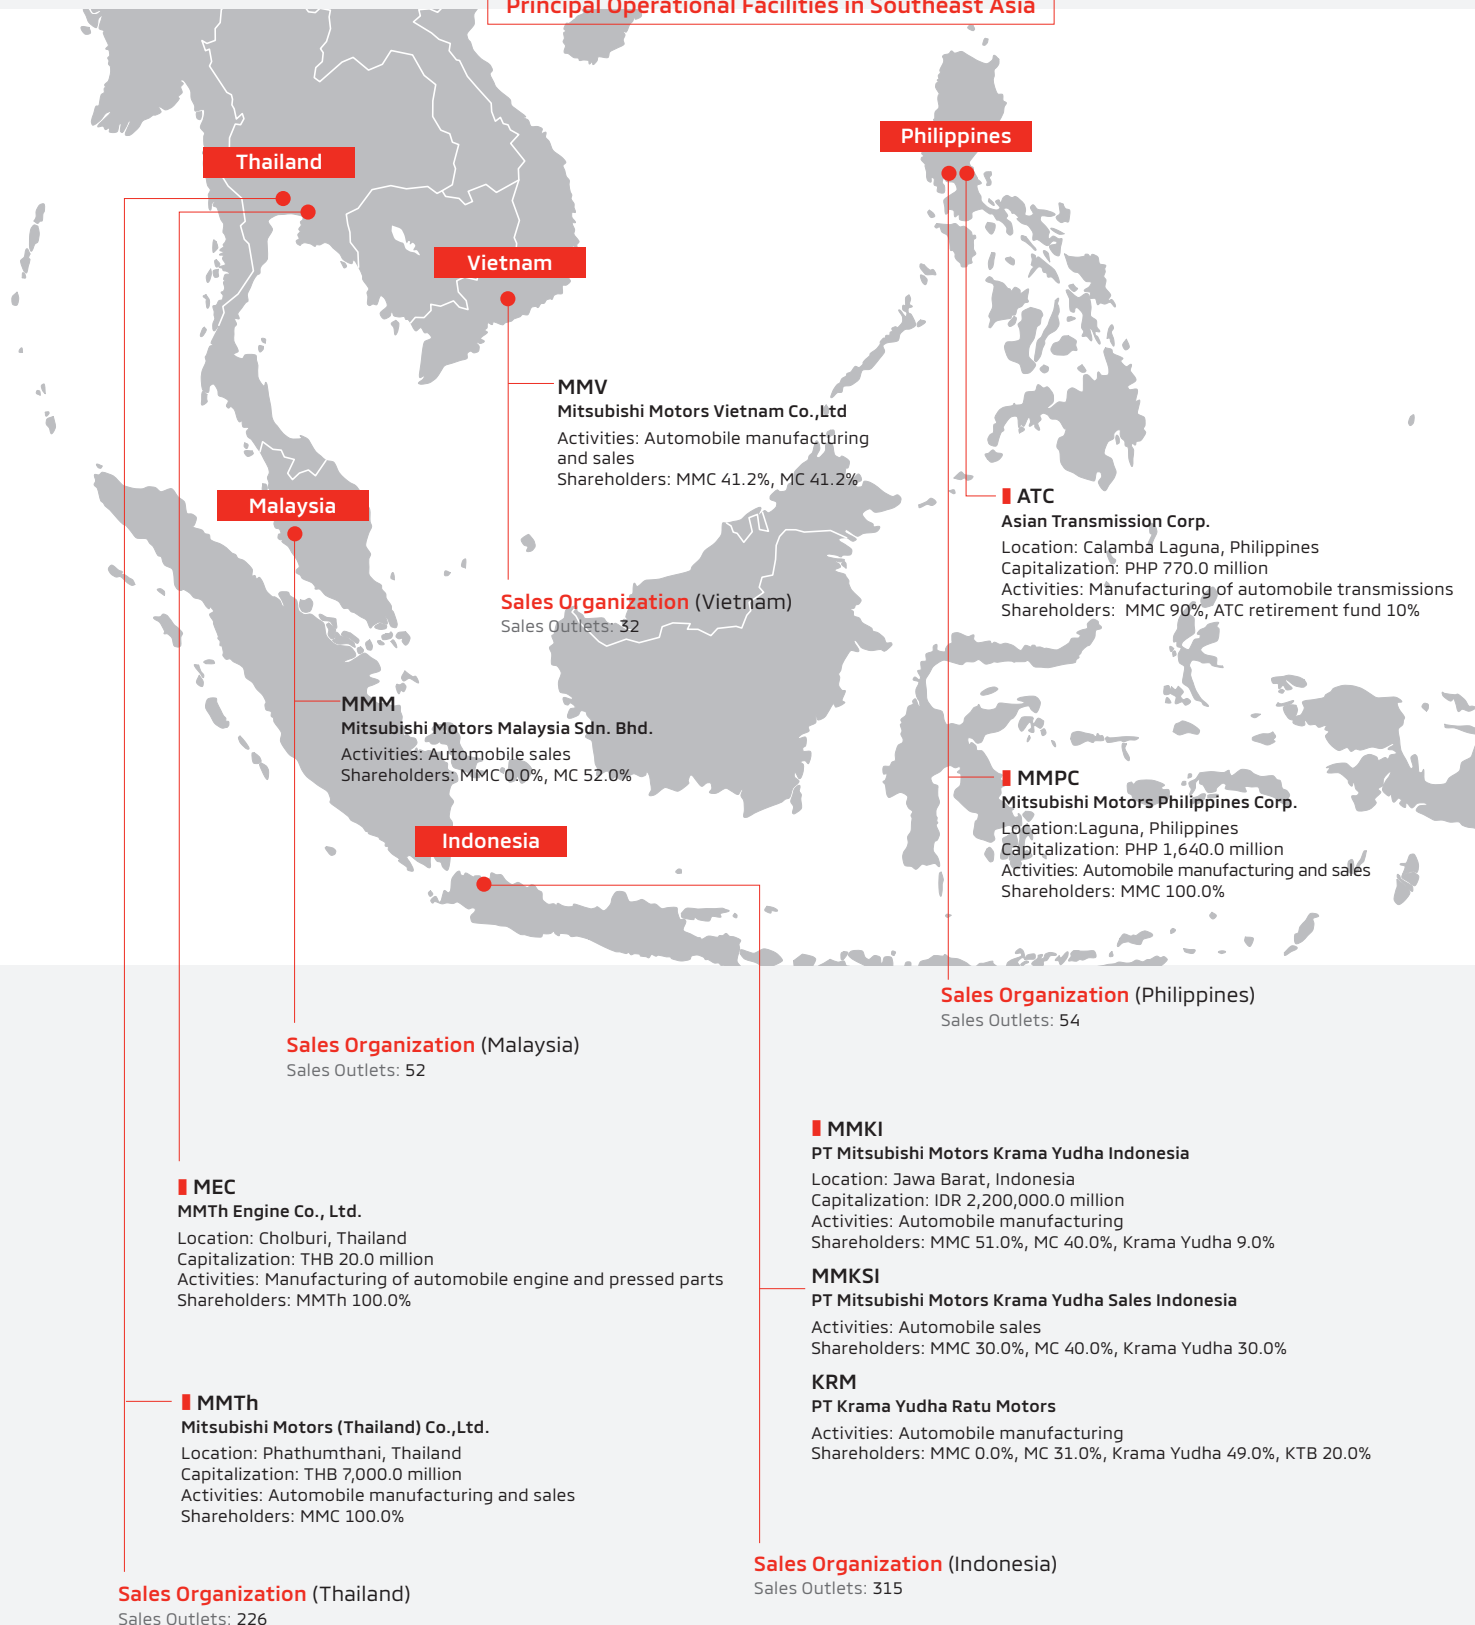 Principal Operational Facilities in Southeast Asia
Philippines
Thailand
Vietnam
MMV
Mitsubishi Motors Vietnam Co.,Ltd
Activities: Automobile manufacturing
and sales
Shareholders: MMC 41.2%, MC 41.2%
Malaysia
ATC
Asian Transmission Corp.
Location: Calamba Laguna, Philippines
Capitalization: PHP 770.0 million
Activities: Manufacturing of automobile transmissions
Shareholders: MMC 90%, ATC retirement fund 10%
Sales Organization (Vietnam)
Sales Outlets: 32
MMM
Mitsubishi Motors Malaysia Sdn. Bhd.
Activities: Automobile sales
Shareholders: MMC 0.0%, MC 52.0%
MMPC
Mitsubishi Motors Philippines Corp.
Location:Laguna, Philippines
Capitalization: PHP 1,640.0 million
Activities: Automobile manufacturing and sales
Shareholders: MMC 100.0%
Indonesia
Sales Organization (Philippines)
Sales Outlets: 54
Sales Organization (Malaysia)
Sales Outlets: 52
MMKI
PT Mitsubishi Motors Krama Yudha Indonesia
Location: Jawa Barat, Indonesia
Capitalization: IDR 2,200,000.0 million
Activities: Automobile manufacturing
Shareholders: MMC 51.0%, MC 40.0%, Krama Yudha 9.0%
MMKSI
PT Mitsubishi Motors Krama Yudha Sales Indonesia
Activities: Automobile sales
Shareholders: MMC 30.0%, MC 40.0%, Krama Yudha 30.0%
KRM
PT Krama Yudha Ratu Motors
Activities: Automobile manufacturing
Shareholders: MMC 0.0%, MC 31.0%, Krama Yudha 49.0%, KTB 20.0%
MEC
MMTh Engine Co., Ltd.
Location: Cholburi, Thailand
Capitalization: THB 20.0 million
Activities: Manufacturing of automobile engine and pressed parts
Shareholders: MMTh 100.0%
MMTh
Mitsubishi Motors (Thailand) Co.,Ltd.
Location: Phathumthani, Thailand
Capitalization: THB 7,000.0 million
Activities: Automobile manufacturing and sales
Shareholders: MMC 100.0%
Sales Organization (Indonesia)
Sales Outlets: 315
Sales Organization (Thailand)
Sales Outlets: 226